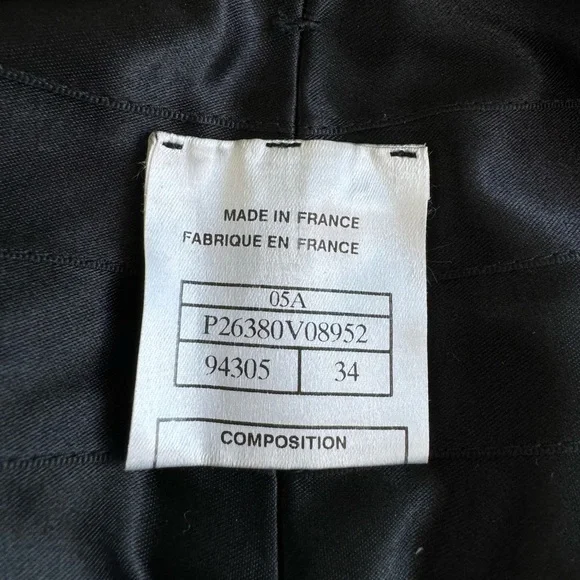 MADE IN FRANCE
FABRIQUE EN FRANCE
05A
P26380V08952
94305 34
COMPOSITION